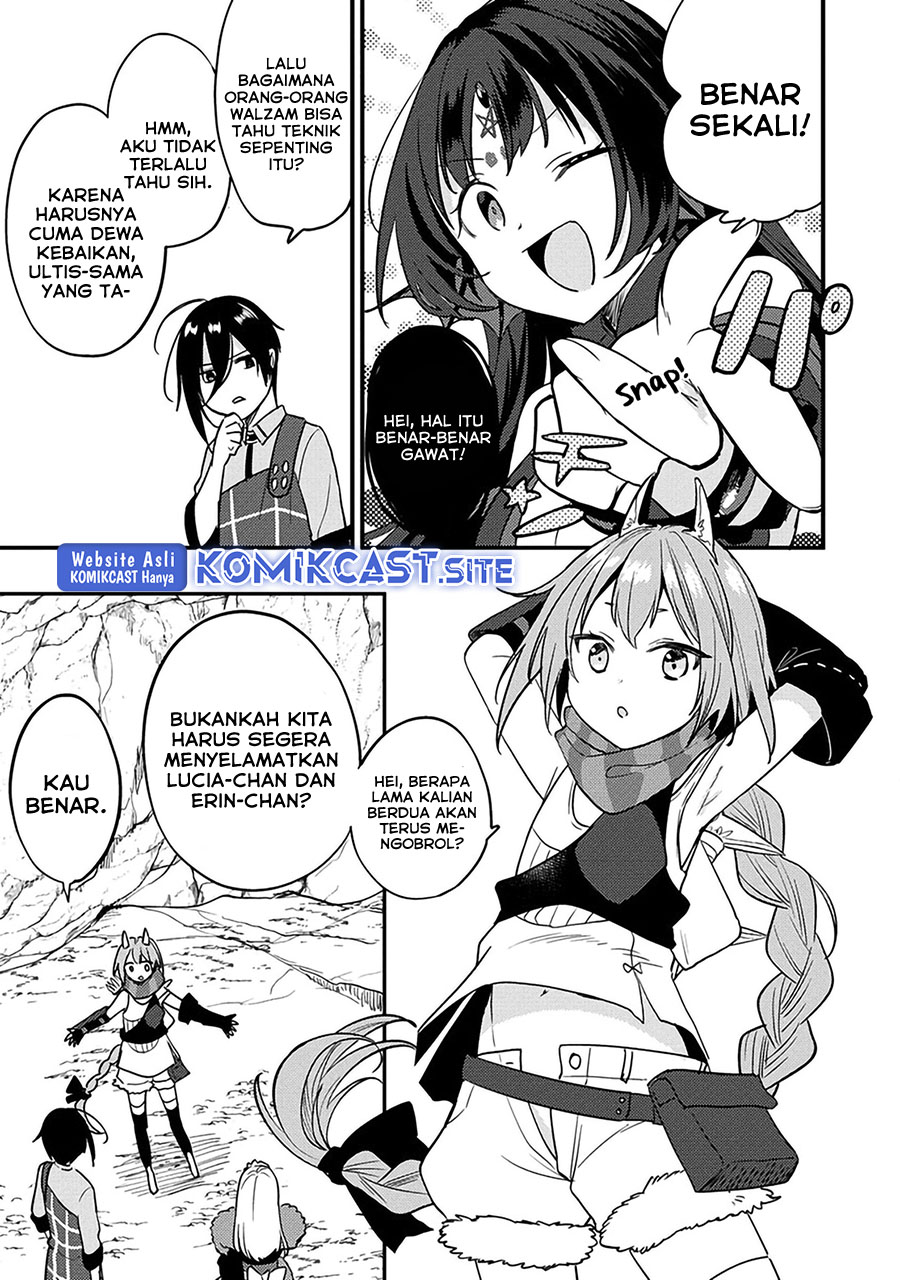 BENAR
SEKALI!
Snap!
HEI, HAL ITU
BENAR-BENAR
GAWAT!
LALU
BAGAIMANA
ORANG-ORANG
WALZAM BISA
TAHU TEKNIK
SEPENTING
ITU?
HMM,
AKU TIDAK
TERLALU
TAHU SIH.
KARENA
HARUSNYA
CUMA DEWA
KEBAIKAN,
ULTIS-SAMA
YANG TA-
Website Asli
KOMIKCAST Hanya
KOMIKCAST.SITE
HEI, BERAPA
LAMA KALIAN
BERDUA AKAN
TERUS ME-
NGOBROL?
BUKANKAH KITA
HARUS SEGERA
MENYELAMATKAN
LUCIA-CHAN DAN
ERIN-CHAN?
KAU
BENAR.